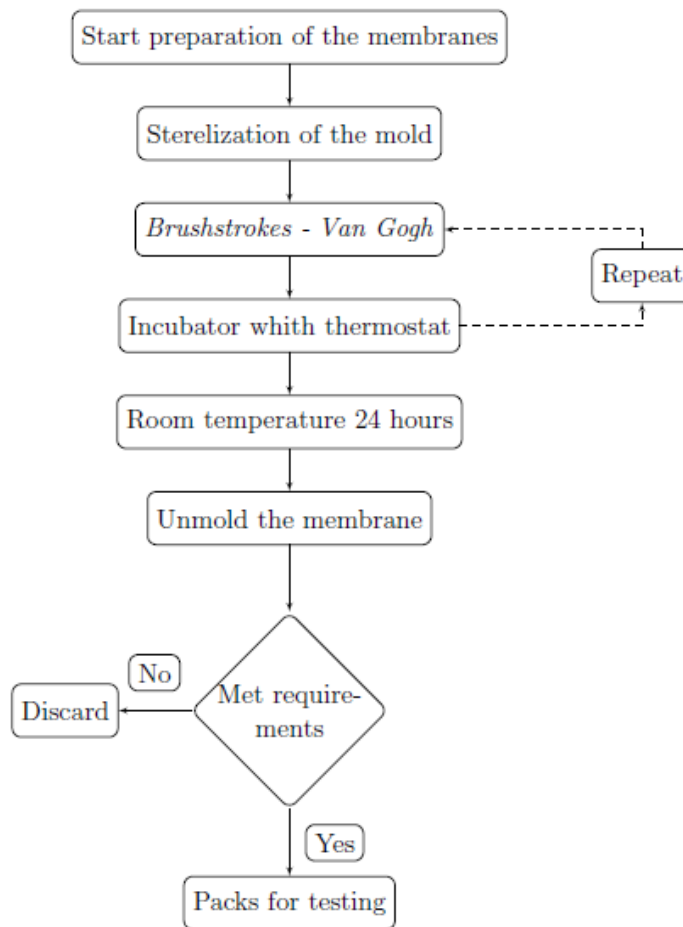 Start preparation of the membranes
Sterelization of the mold
Brushstrokes - Van Gogh
Repeat
Incubator whith thermostat
Room temperature 24 hours
Unmold the membrane
No
Met require-
ments
Discard
Yes
Packs for testing